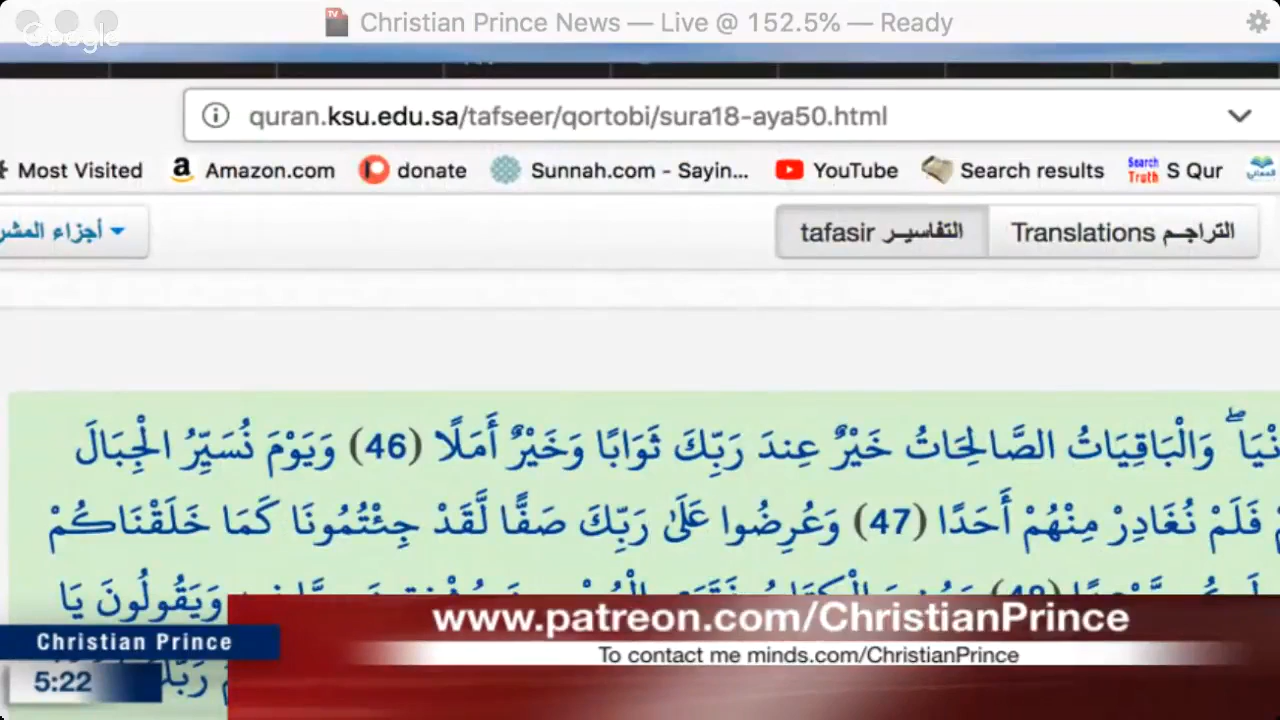 Christian Prince News — Live @ 152.5% — Ready
Google
quran.ksu.edu.sa/tafseer/qortobi/sura18-aya50.html
Most Visited
Amazon.com
donate
Sunnah.com - Sayin...
YouTube
Search results
Search Truth
S Qur
أجزاء
tafasir التفاسيـر
Translations التراجـم
وَالْبَاقِيَاتُ الصَّالِحَاتُ خَيْرٌ عِندَ رَبِّكَ ثَوَابًا وَخَيْرٌ أَمَلًا (46) وَيَوْمَ نُسَيِّرُ الْجِبَالَ
فَلَمْ نُغَادِرْ مِنْهُمْ أَحَدًا (47) وَعُرِضُوا عَلَىٰ رَبِّكَ صَفًّا لَّقَدْ جِئْتُمُونَا كَمَا خَلَقْنَاكُمْ
وَيَقُولُونَ يَا
www.patreon.com/ChristianPrince
To contact me minds.com/ChristianPrince
Christian Prince
5:22